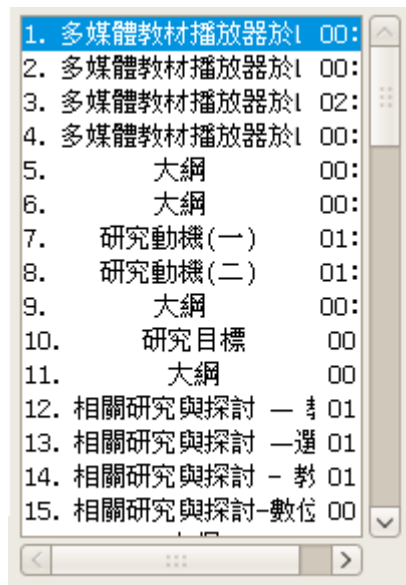 1. 多媒體教材播放器於 00:
2. 多媒體教材播放器於 00:
3. 多媒體教材播放器於 02:
4. 多媒體教材播放器於 00:
5. 大綱 00:
6. 大綱 00:
7. 研究動機(一) 01:
8. 研究動機(二) 01:
9. 大綱 00:
10. 研究目標 00
11. 大綱 00
12. 相關研究與探討 — 01
13. 相關研究與探討 —選 01
14. 相關研究與探討 - 教 01
15. 相關研究與探討-數位 00